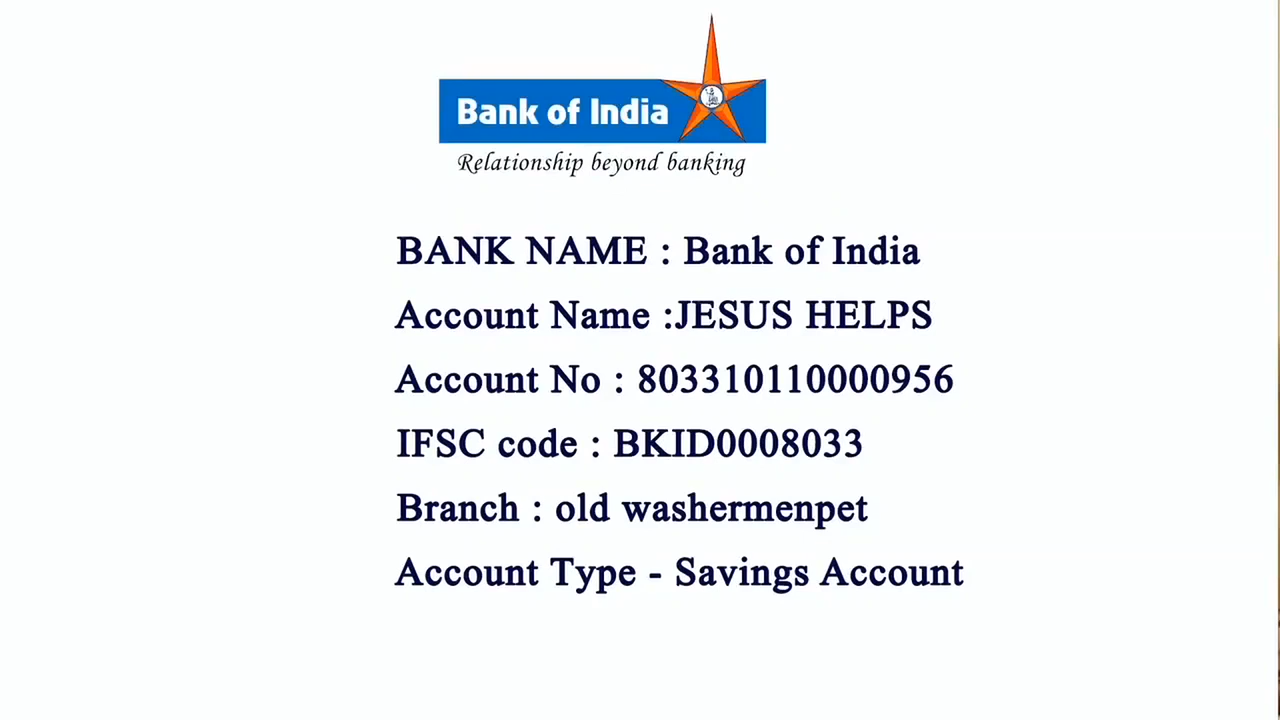 Bank of India
Relationship beyond banking
BANK NAME : Bank of India
Account Name :JESUS HELPS
Account No : 803310110000956
IFSC code : BKID0008033
Branch : old washermenpet
Account Type - Savings Account